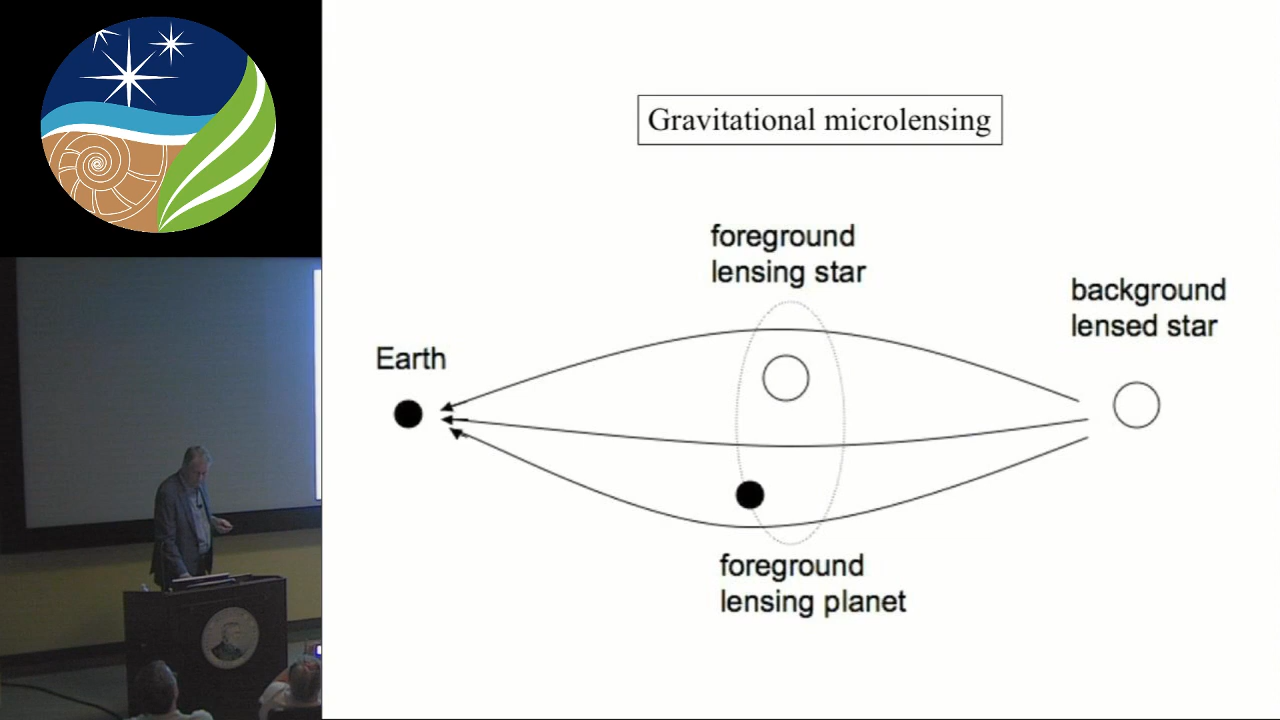 Gravitational microlensing
foreground
lensing star
background
lensed star
Earth
foreground
lensing planet